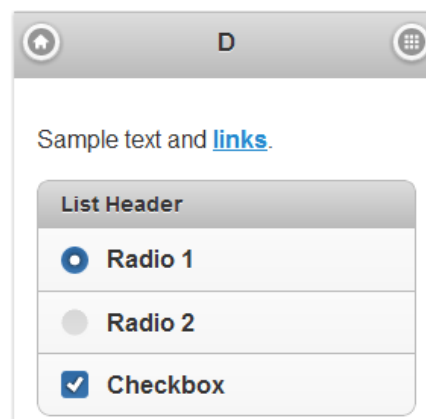 D
Sample text and links.
List Header
Radio 1
Radio 2
Checkbox